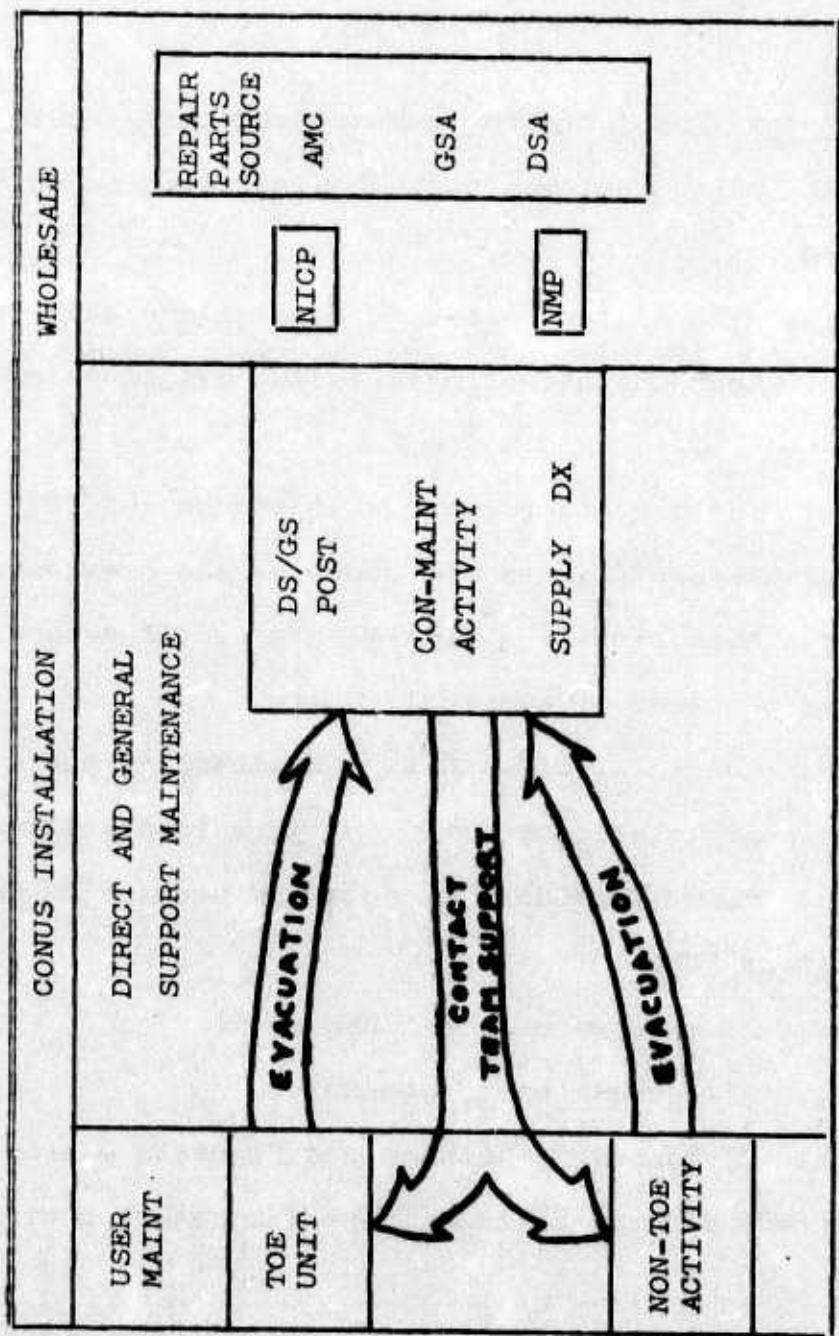 CONUS INSTALLATION
WHOLESALE
USER
MAINT
DIRECT AND GENERAL
SUPPORT MAINTENANCE
REPAIR
PARTS
SOURCE
AMC
GSA
DSA
NICP
NMP
TOE
UNIT
EVACUATION
DS/GS
POST
CON-MAINT
ACTIVITY
SUPPLY DX
CONTACT
TEAM SUPPORT
EVACUATION
NON-TOE
ACTIVITY